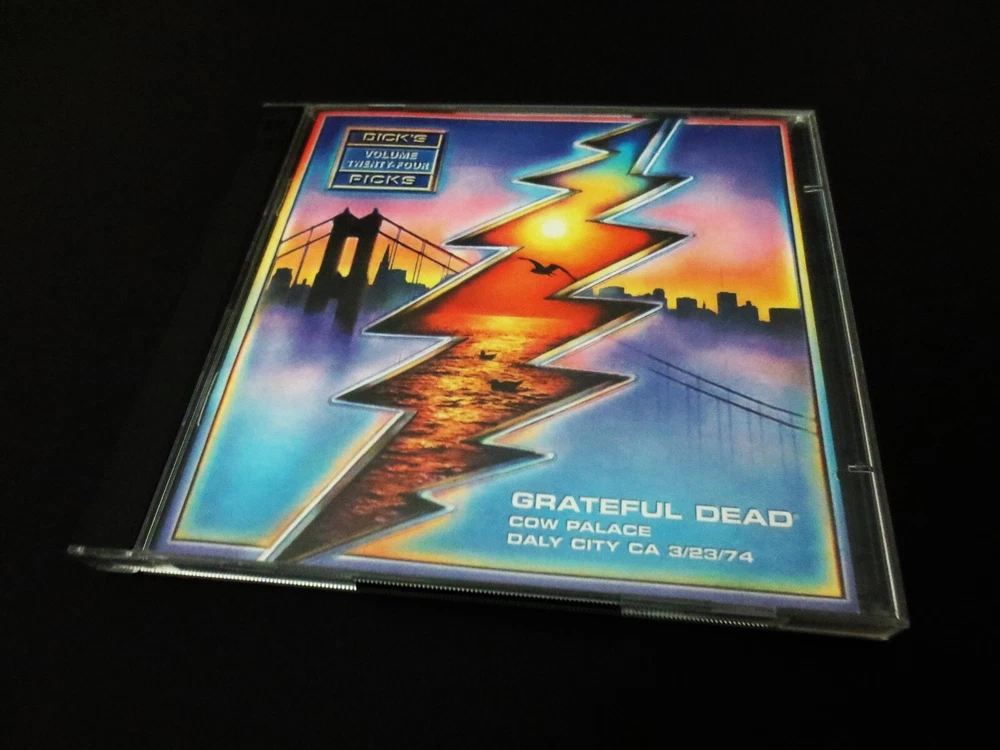 DICK'S
VOLUME
TWENTY-FOUR
PICKS
GRATEFUL DEAD
COW PALACE
DALY CITY CA 3/23/74